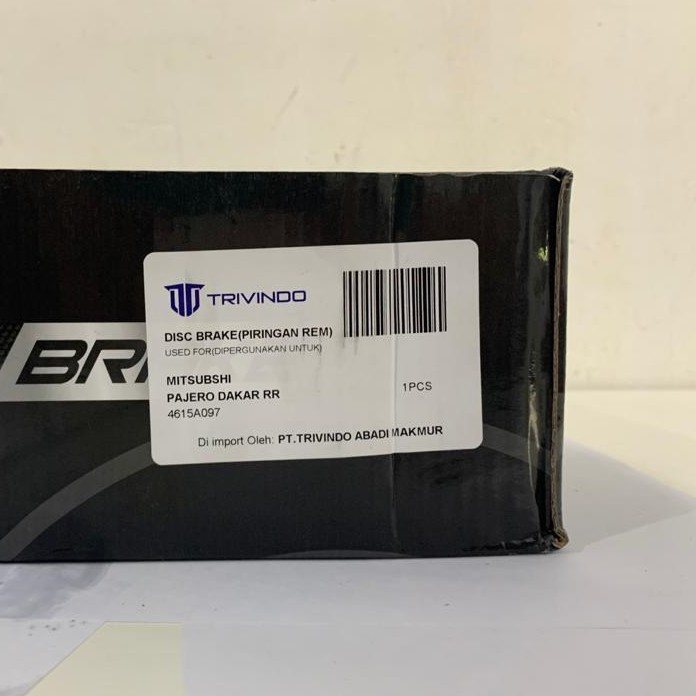 TRIVINDO
DISC BRAKE(PIRINGAN REM)
USED FOR(DIPERGUNAKAN UNTUK)
MITSUBSHI
PAJERO DAKAR RR
1PCS
4615A097
Di import Oleh: PT.TRIVINDO ABADI MAKMUR